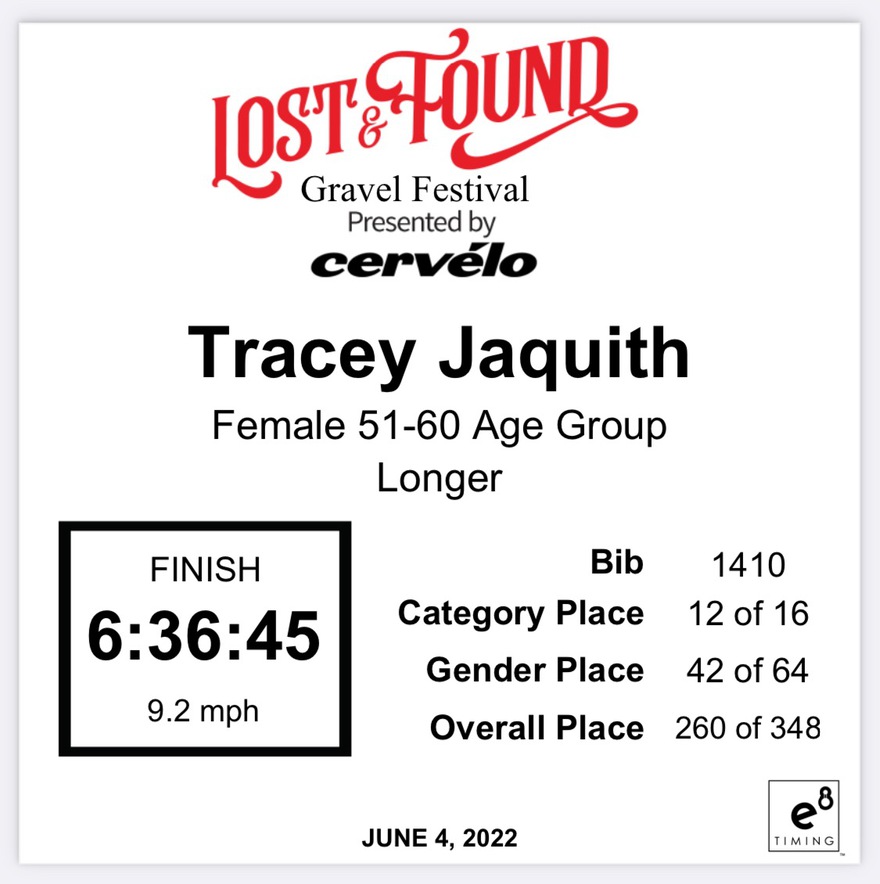 LOST & FOUND
Gravel Festival
Presented by
cervélo
Tracey Jaquith
Female 51-60 Age Group
Longer
FINISH
6:36:45
9.2 mph
Bib 1410
Category Place 12 of 16
Gender Place 42 of 64
Overall Place 260 of 348
JUNE 4, 2022
e8
TIMING
™